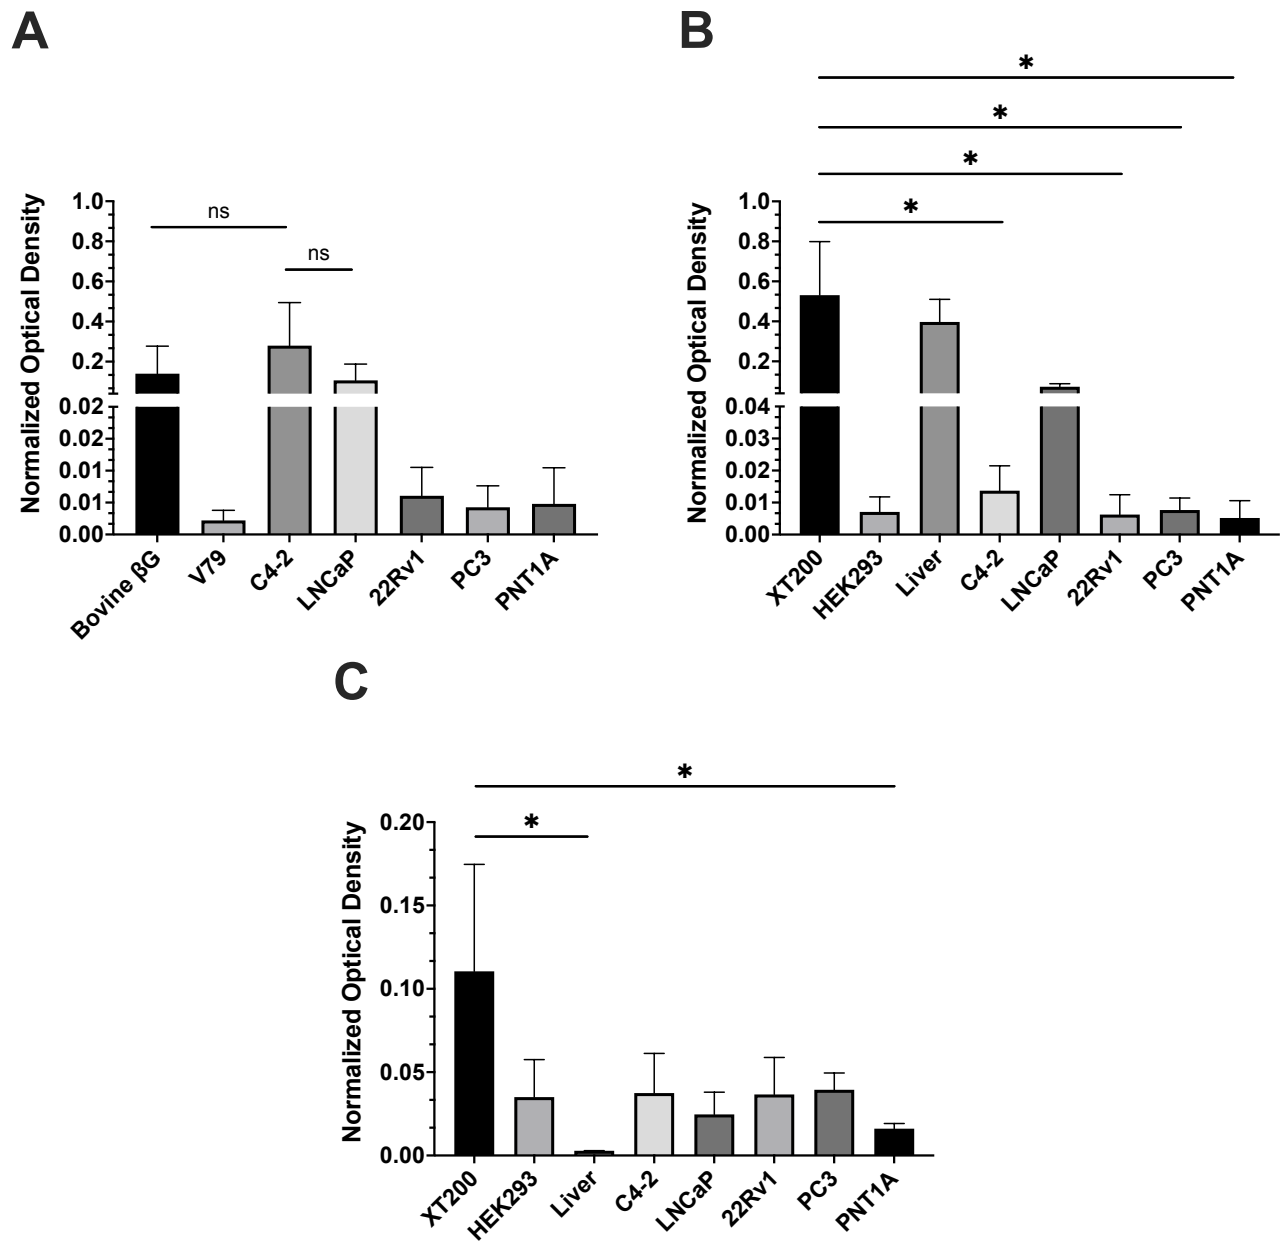 A
ns
ns
Normalized Optical Density
1.0
0.8
0.6
0.4
0.2
0.02
0.02
0.01
0.01
0.00
Bovine βG
V79
C4-2
LNCaP
22Rv1
PC3
PNT1A
B
*
*
*
*
Normalized Optical Density
1.0
0.8
0.6
0.4
0.2
0.04
0.03
0.02
0.01
0.00
XT200
HEK293
Liver
C4-2
LNCaP
22Rv1
PC3
PNT1A
C
*
*
Normalized Optical Density
0.20
0.15
0.10
0.05
0.00
XT200
HEK293
Liver
C4-2
LNCaP
22Rv1
PC3
PNT1A